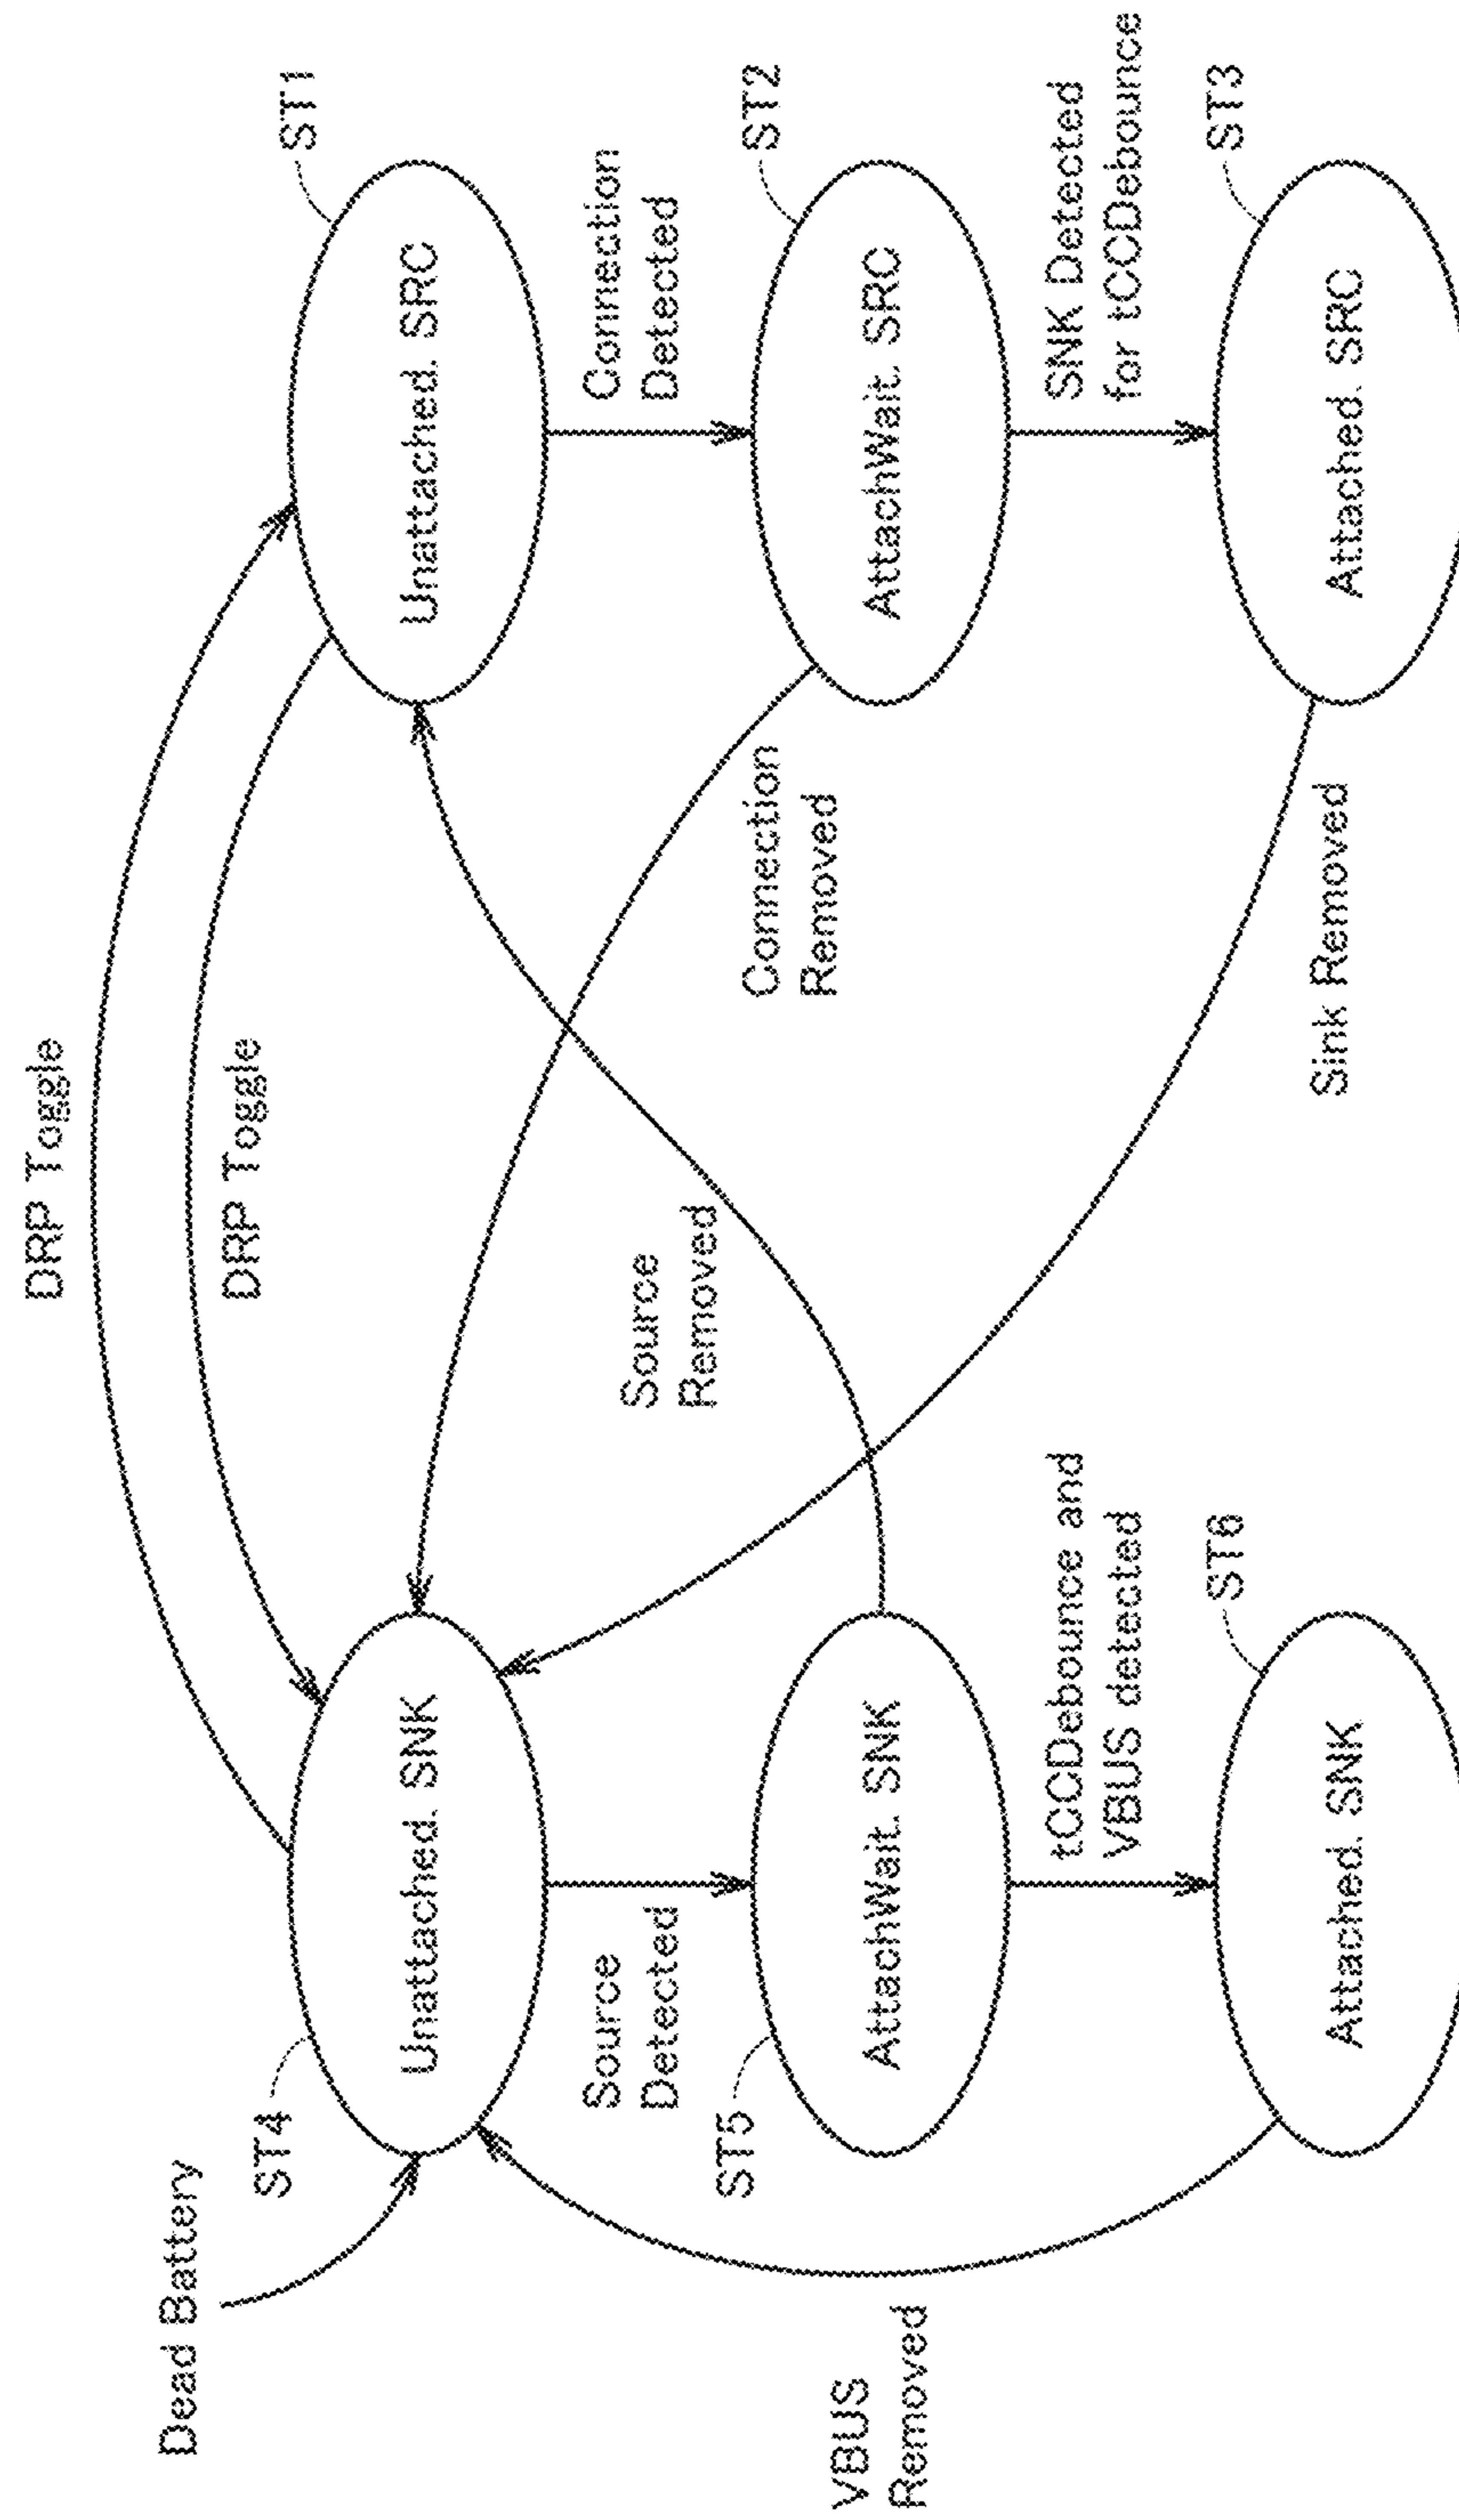 DRP Toggle
Dead Battery
DRP Toggle
ST4
ST1
Unattached. SNK
Unattached. SRC
Source
Detected
Source
Removed
Connection
Detected
ST5
Connection
Removed
ST2
AttachWait. SNK
AttachWait. SRC
VBUS
Removed
tCCDebounce and
VBUS detected
SNK Detected
for tCCDebounce
ST6
Sink Removed
ST3
Attached. SNK
Attached. SRC